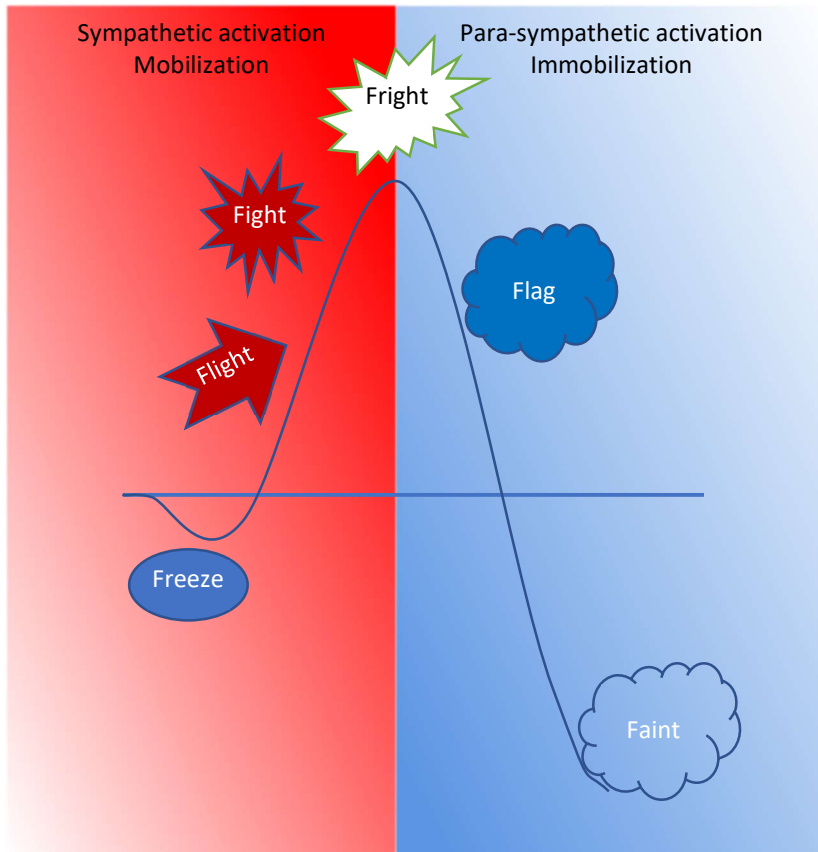 Sympathetic activation
Mobilization
Para-sympathetic activation
Immobilization
Fright
Fight
Flag
Flight
Freeze
Faint